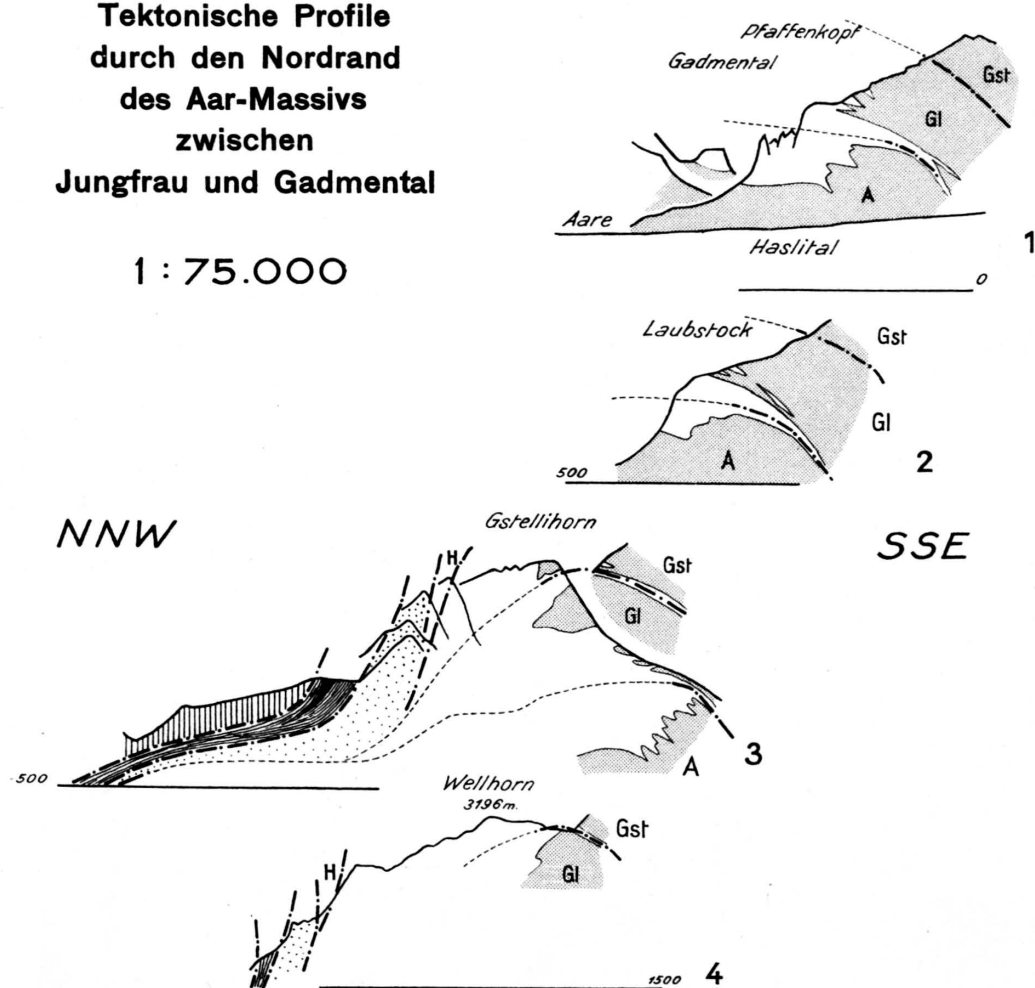 Tektonische Profile
durch den Nordrand
des Aar-Massivs
zwischen
Jungfrau und Gadmental
1 : 75.000
Pfaffenkopf
Gadmental
Gst
Gl
A
Aare
Haslital
1
0
Laubstock
Gst
Gl
A
2
500
NNW
SSE
Gstellihorn
H
Gst
Gl
3
A
500
Wellhorn
3196 m.
Gst
H
Gl
1500
4